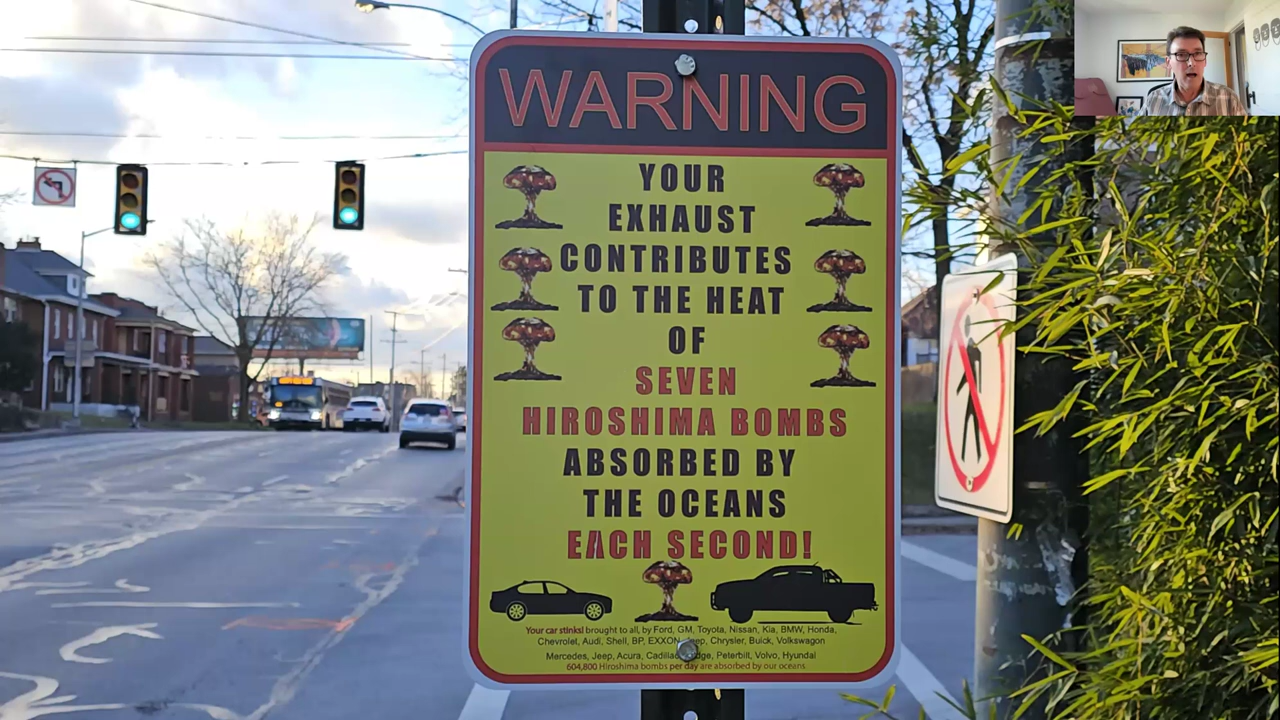 WARNING
YOUR
EXHAUST
CONTRIBUTES
TO THE HEAT
OF
SEVEN
HIROSHIMA BOMBS
ABSORBED BY
THE OCEANS
EACH SECOND!
Your car stinks! brought to all, by Ford, GM, Toyota, Nissan, Kia, BMW, Honda,
Chevrolet, Audi, Shell, BP, EXXON, Jeep, Chrysler, Buick, Volkswagon
Mercedes, Jeep, Acura, Cadillac, Peterbill, Volvo, Hyundai
604,800 Hiroshima bombs per day are absorbed by our oceans